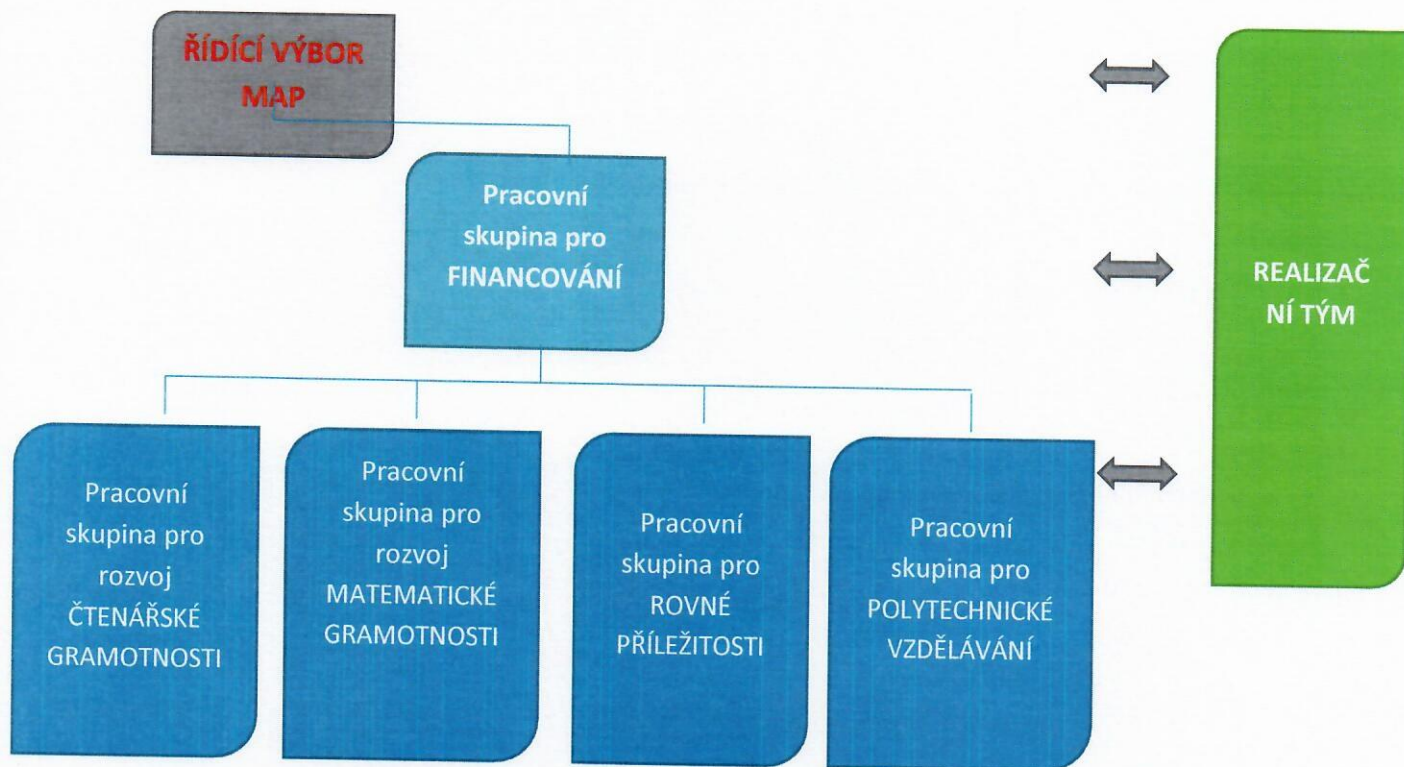 ŘÍDÍCÍ VÝBOR
MAP
Pracovní
skupina pro
FINANCOVÁNÍ
REALIZAČ
NÍ TÝM
Pracovní
skupina pro
rozvoj
ČTENÁŘSKÉ
GRAMOTNOSTI
Pracovní
skupina pro
rozvoj
MATEMATICKÉ
GRAMOTNOSTI
Pracovní
skupina pro
ROVNÉ
PŘÍLEŽITOSTI
Pracovní
skupina pro
POLYTECHNICKÉ
VZDĚLÁVÁNÍ